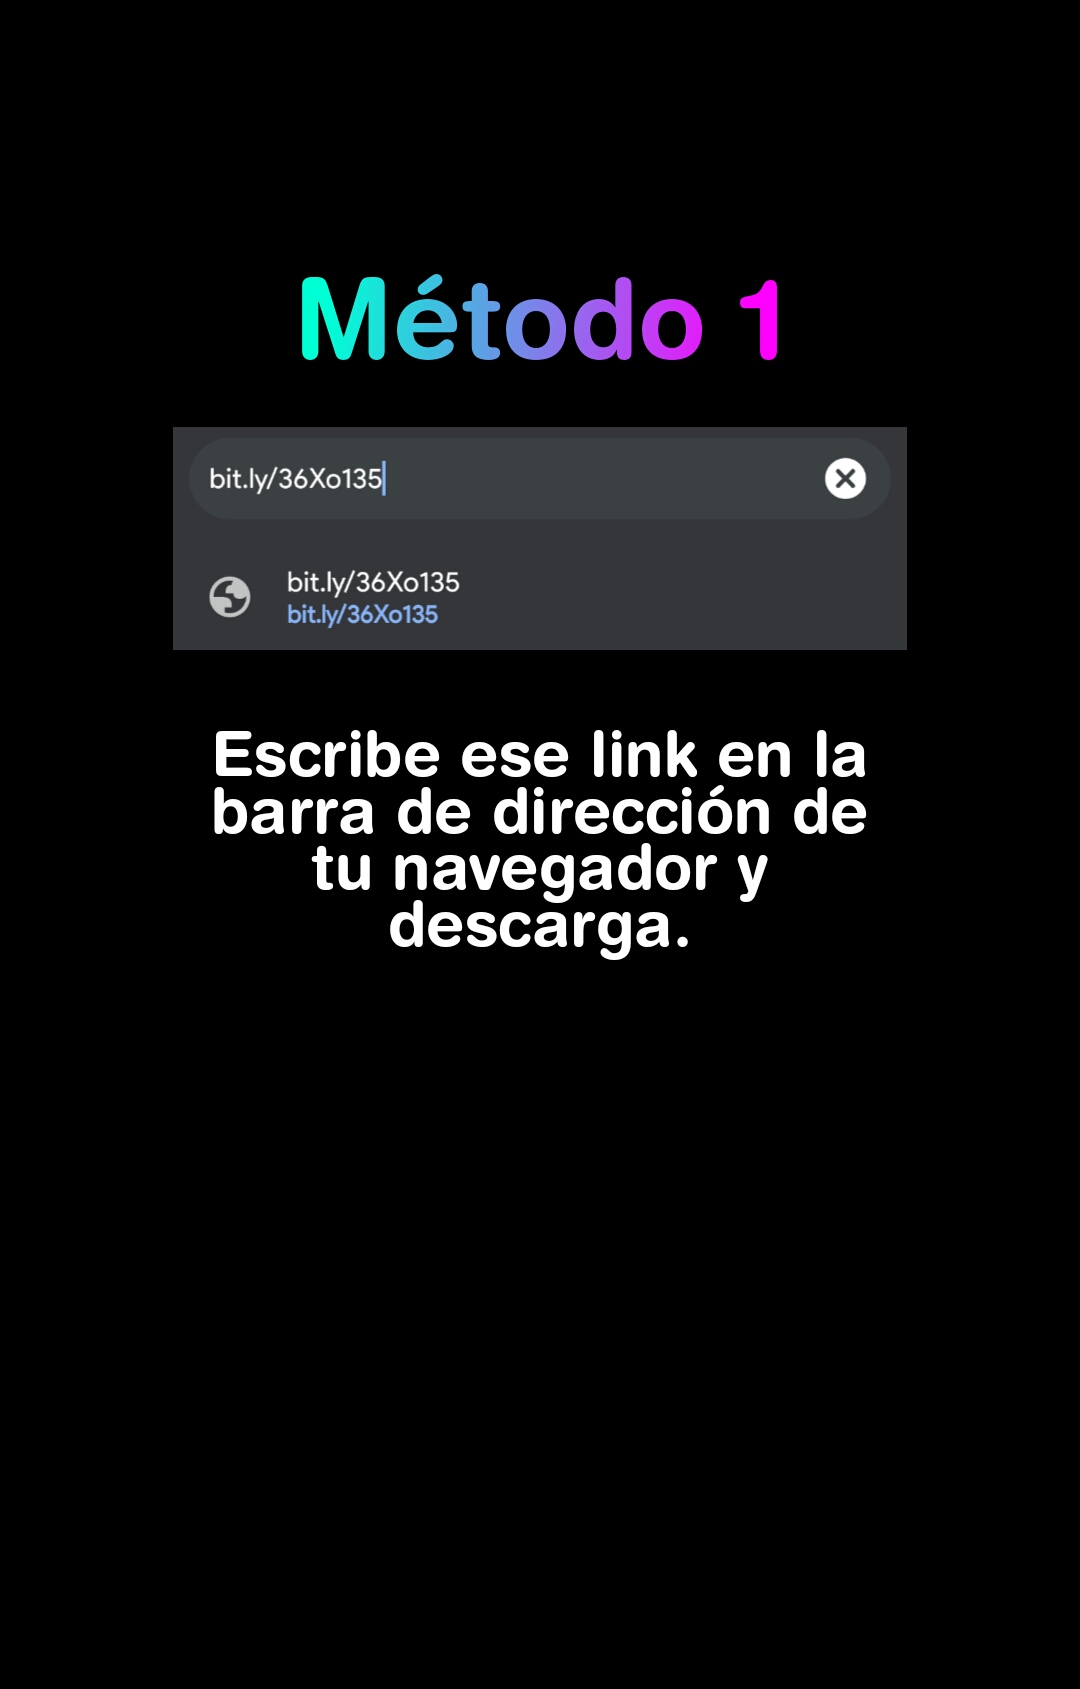 Método 1
bit.ly/36Xo135
bit.ly/36Xo135
bit.ly/36Xo135
Escribe ese link en la
barra de dirección de
tu navegador y
descarga.